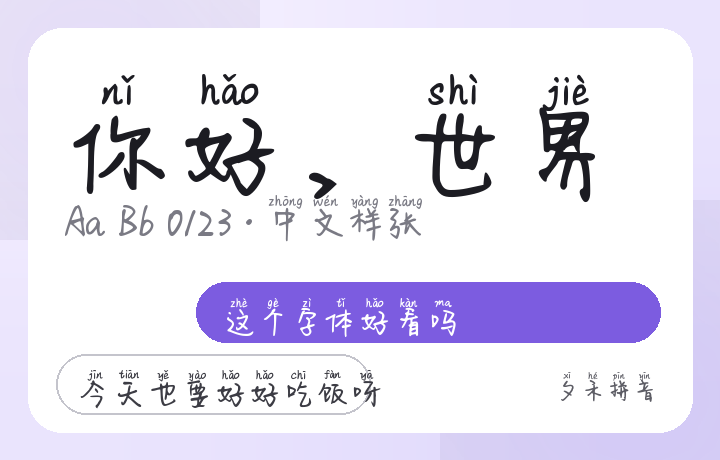 nǐ hǎo shì jiè
你好，世界
zhōng wén yàng zhāng
Aa Bb 0123·中文样张
zhè gè zì tǐ hǎo kàn ma
这个字体好看吗
jīn tiān yě yào hǎo hǎo chī fàn yā
今天也要好好吃饭呀
xī hé pīn yīn
夕禾拼音